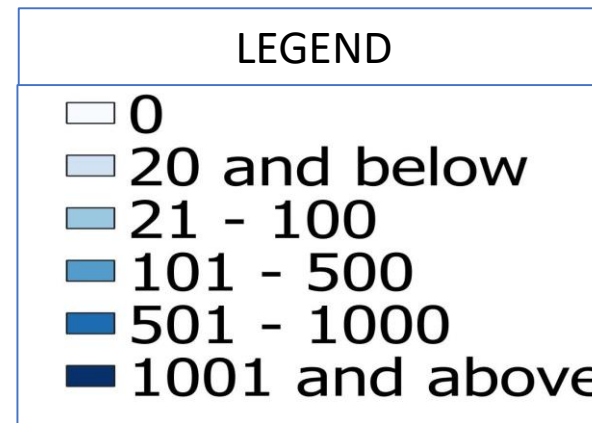 LEGEND
0
20 and below
21 - 100
101 - 500
501 - 1000
1001 and above